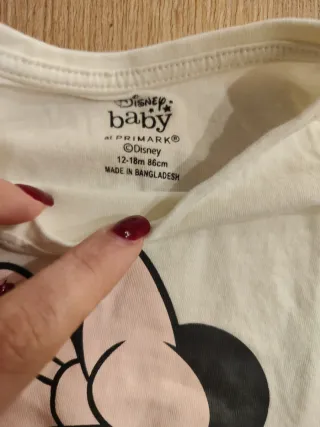 Disney
baby
at PRIMARK®
©Disney
12-18m 86cm
MADE IN BANGLADESH